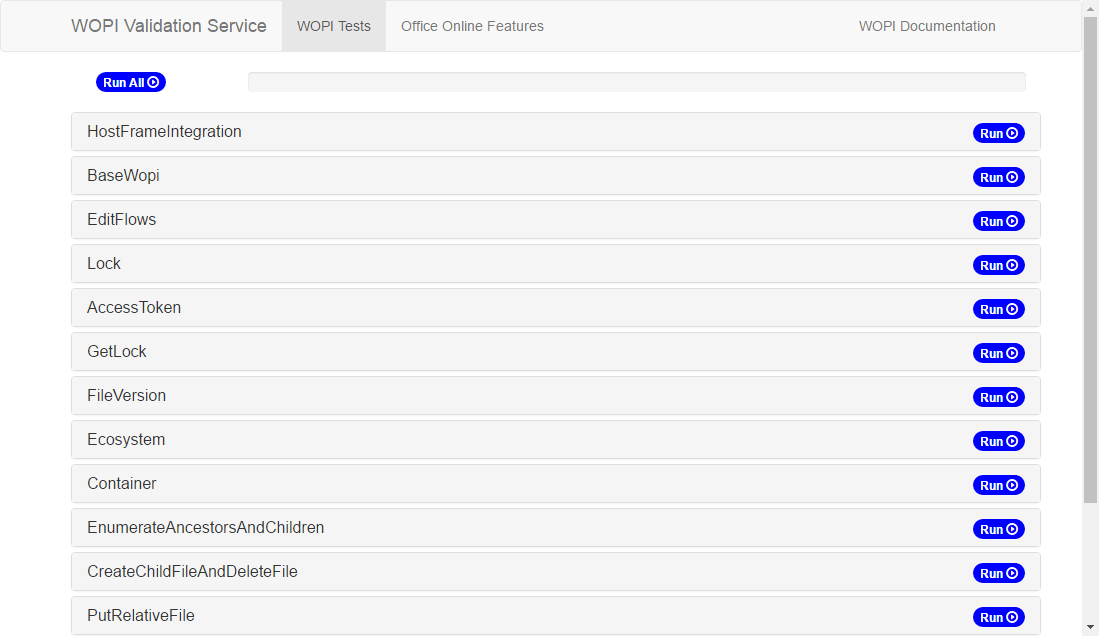 WOPI Validation Service WOPI Tests Office Online Features WOPI Documentation
Run All
HostFrameIntegration Run
BaseWopi Run
EditFlows Run
Lock Run
AccessToken Run
GetLock Run
FileVersion Run
Ecosystem Run
Container Run
EnumerateAncestorsAndChildren Run
CreateChildFileAndDeleteFile Run
PutRelativeFile Run